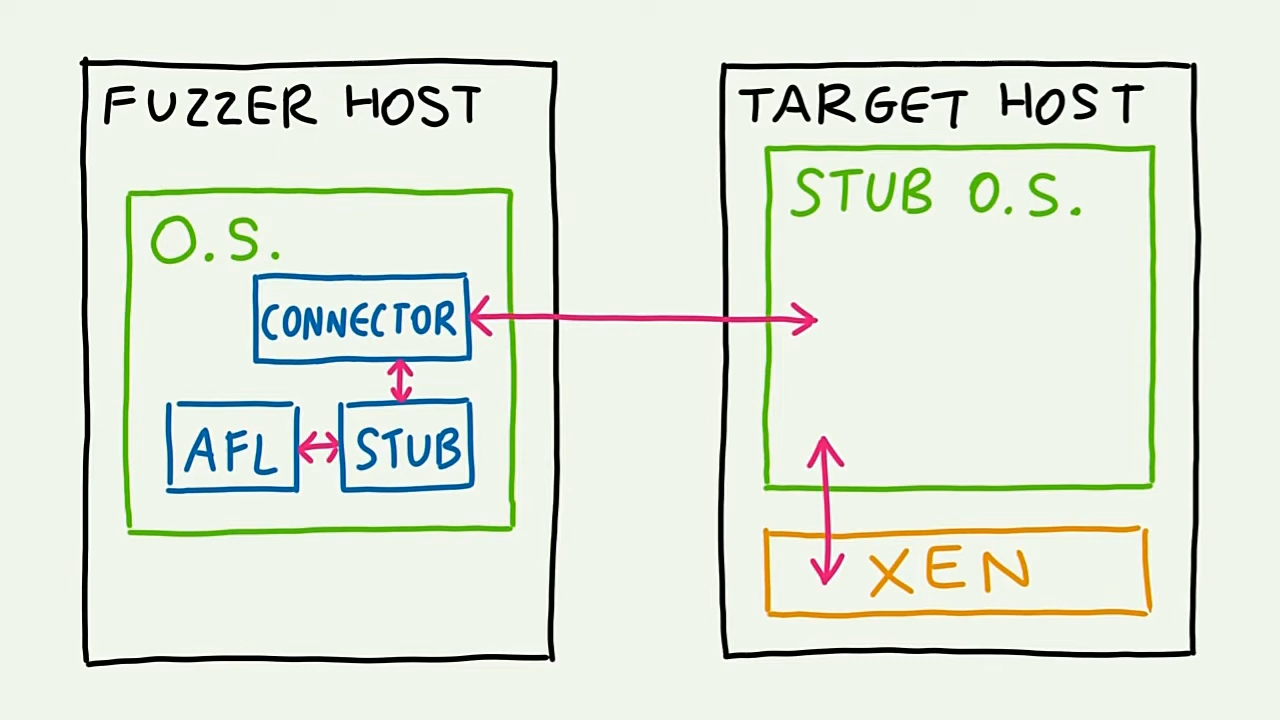 FUZZER HOST
O.S.
CONNECTOR
AFL
STUB
TARGET HOST
STUB O.S.
XEN